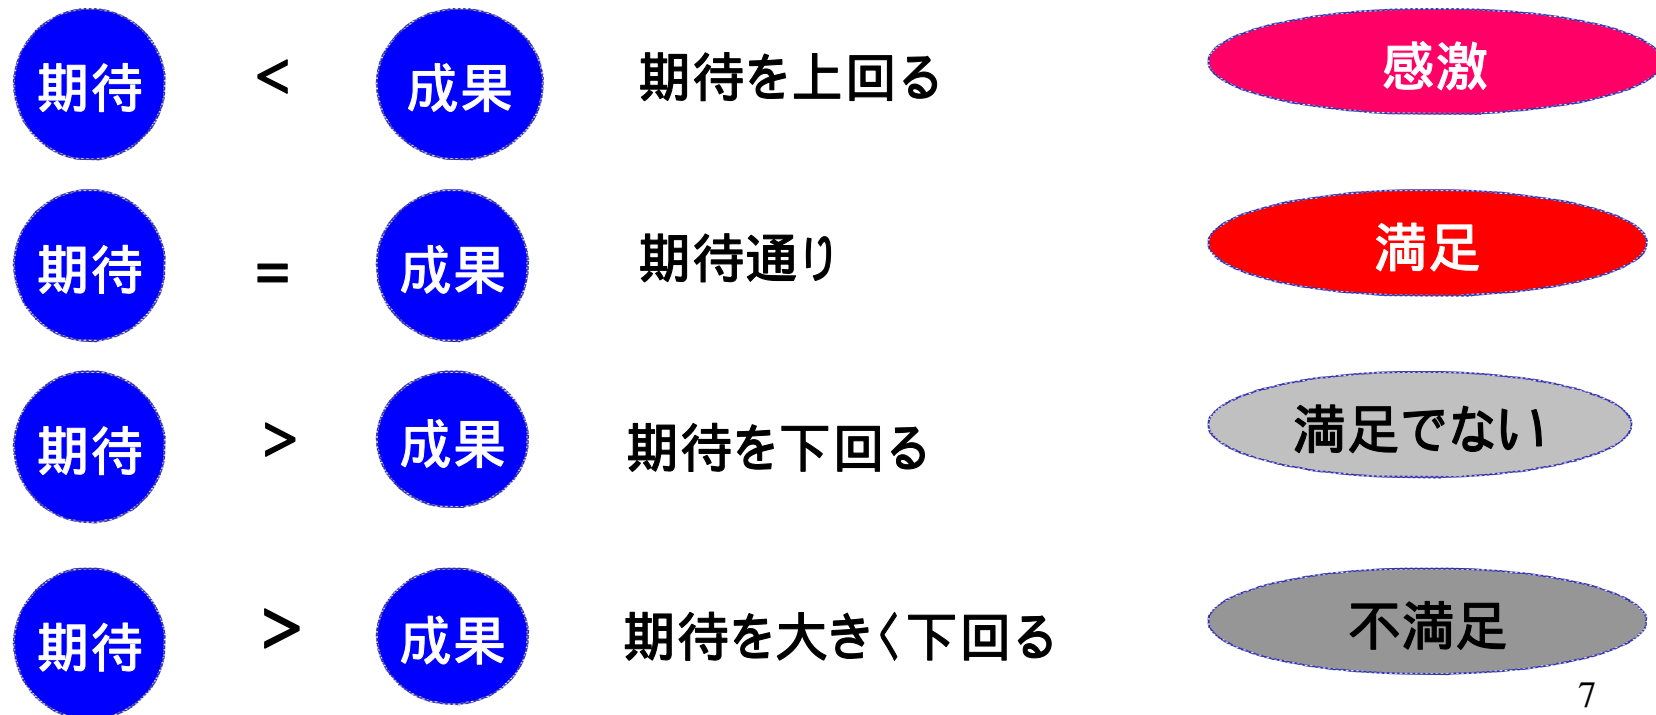 期待 < 成果 期待を上回る 感激
期待 = 成果 期待通り 満足
期待 > 成果 期待を下回る 満足でない
期待 > 成果 期待を大きく下回る 不満足
7